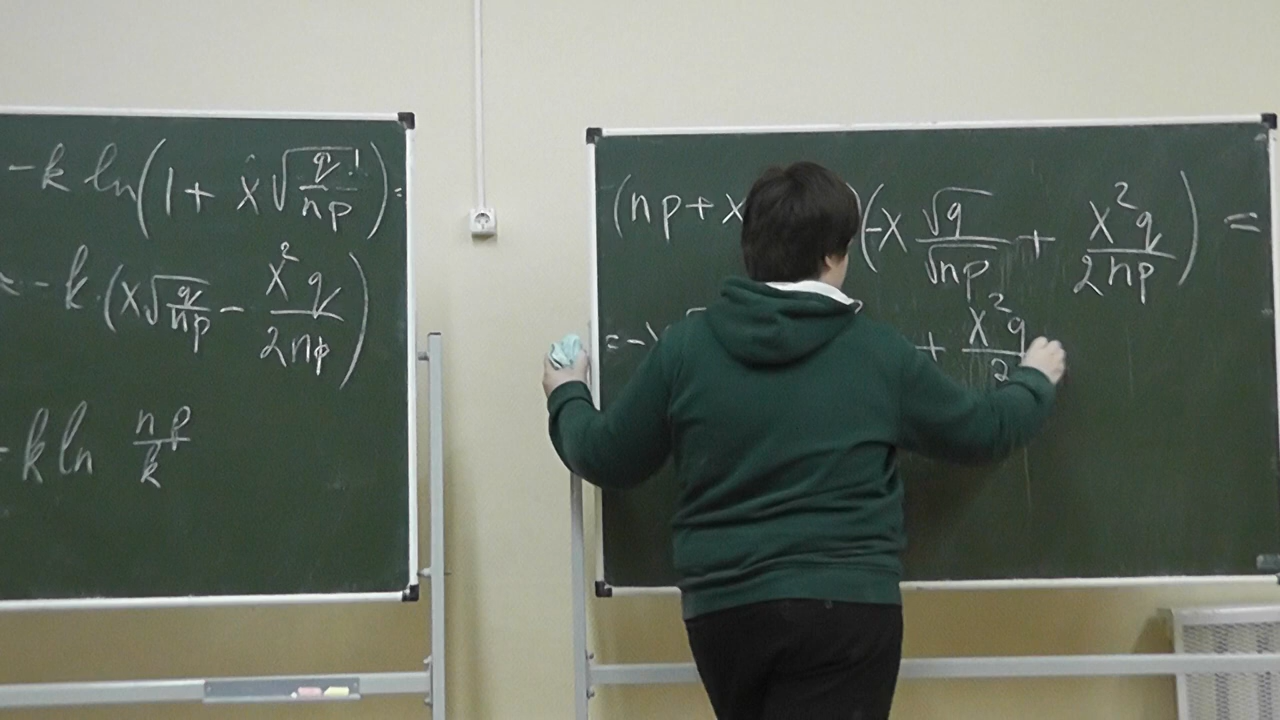 -k ln(1 + x√(q/np)) =
≈ -k·(x√(q/np) - x²q/2np)
-k ln np/k
(np + x )(-x √q/√np + x²q/2np) =
= -x + x²q/2